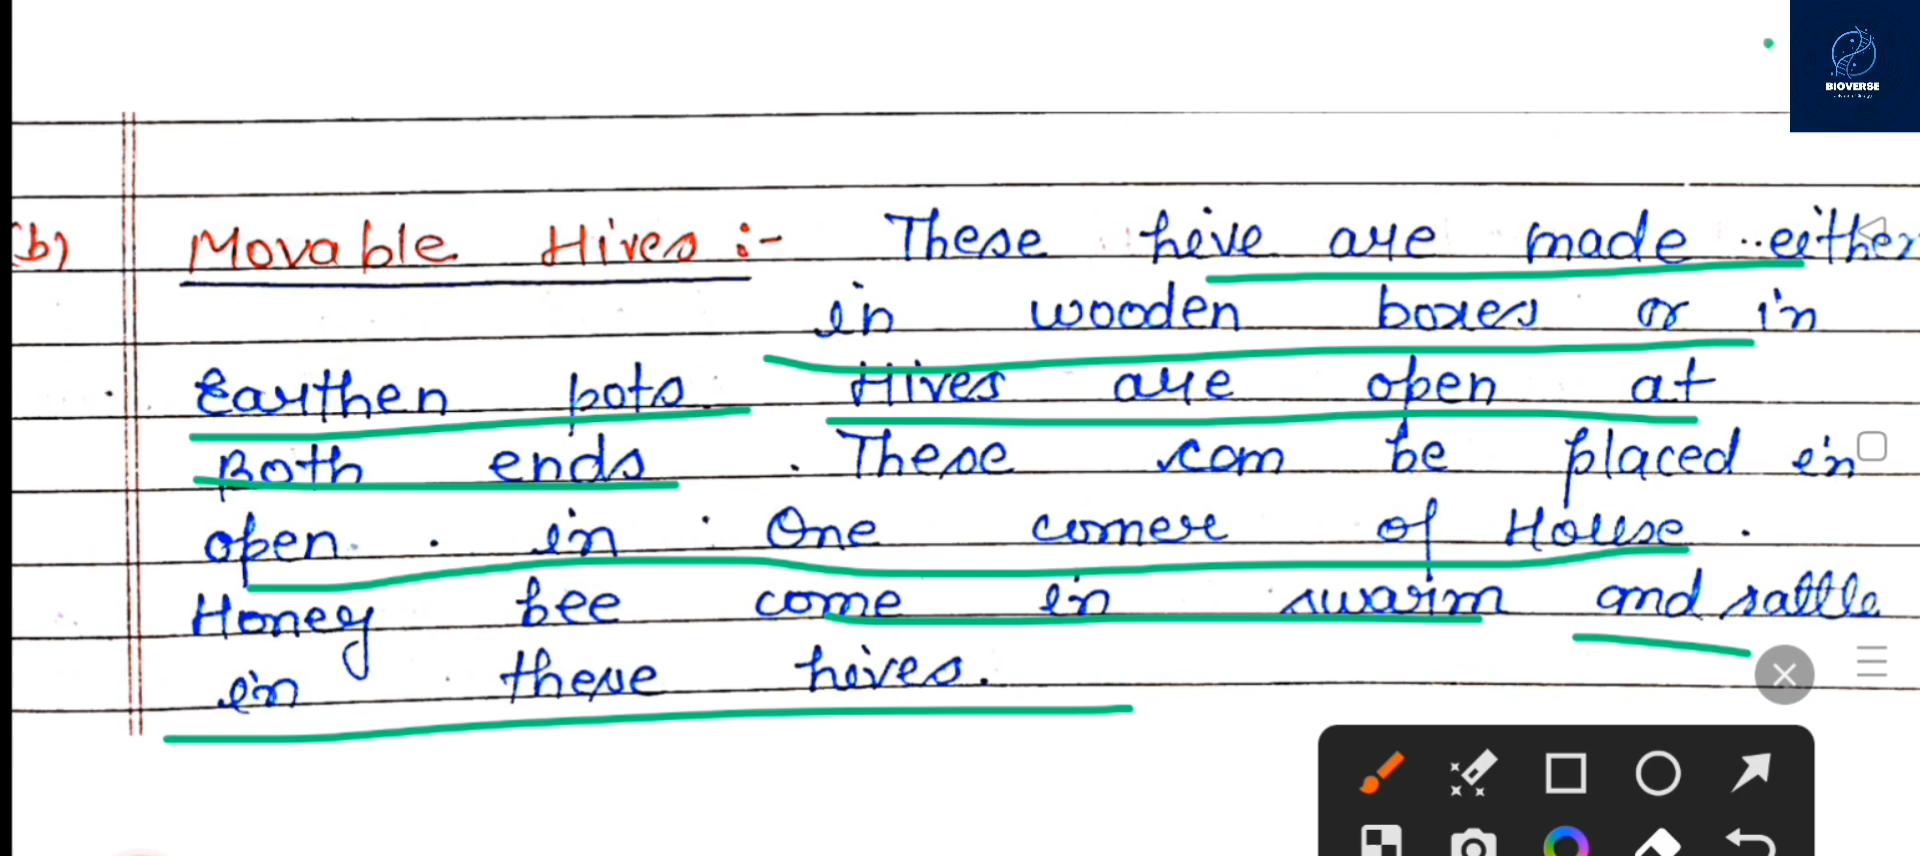 BIOVERSE
(b) Movable Hives :- These hive are made either
in wooden boxes or in
Earthen pots. Hives are open at
Both ends. These can be placed in
open. in One corner of House.
Honey bee come in swarm and sattle
in these hives.